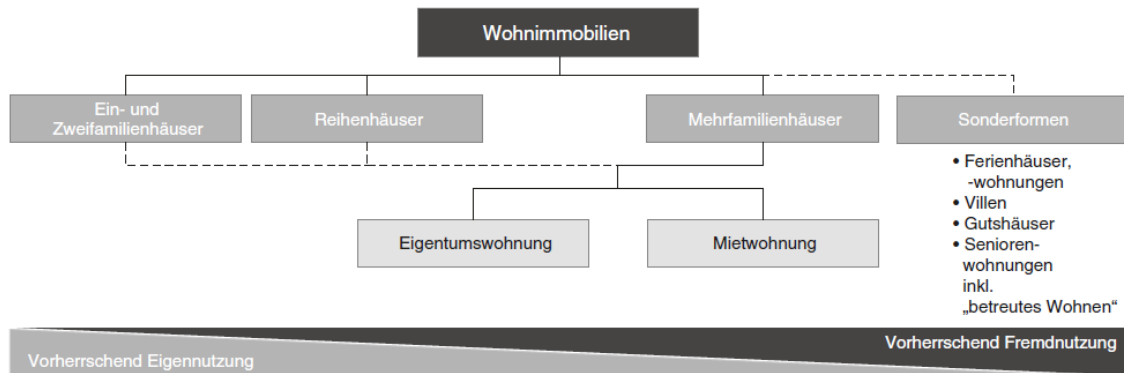 Wohnimmobilien
Ein- und
Zweifamilienhäuser
Reihenhäuser
Mehrfamilienhäuser
Sonderformen
• Ferienhäuser,
-wohnungen
• Villen
• Gutshäuser
• Senioren-
wohnungen
inkl.
„betreutes Wohnen“
Eigentumswohnung
Mietwohnung
Vorherrschend Fremdnutzung
Vorherrschend Eigennutzung